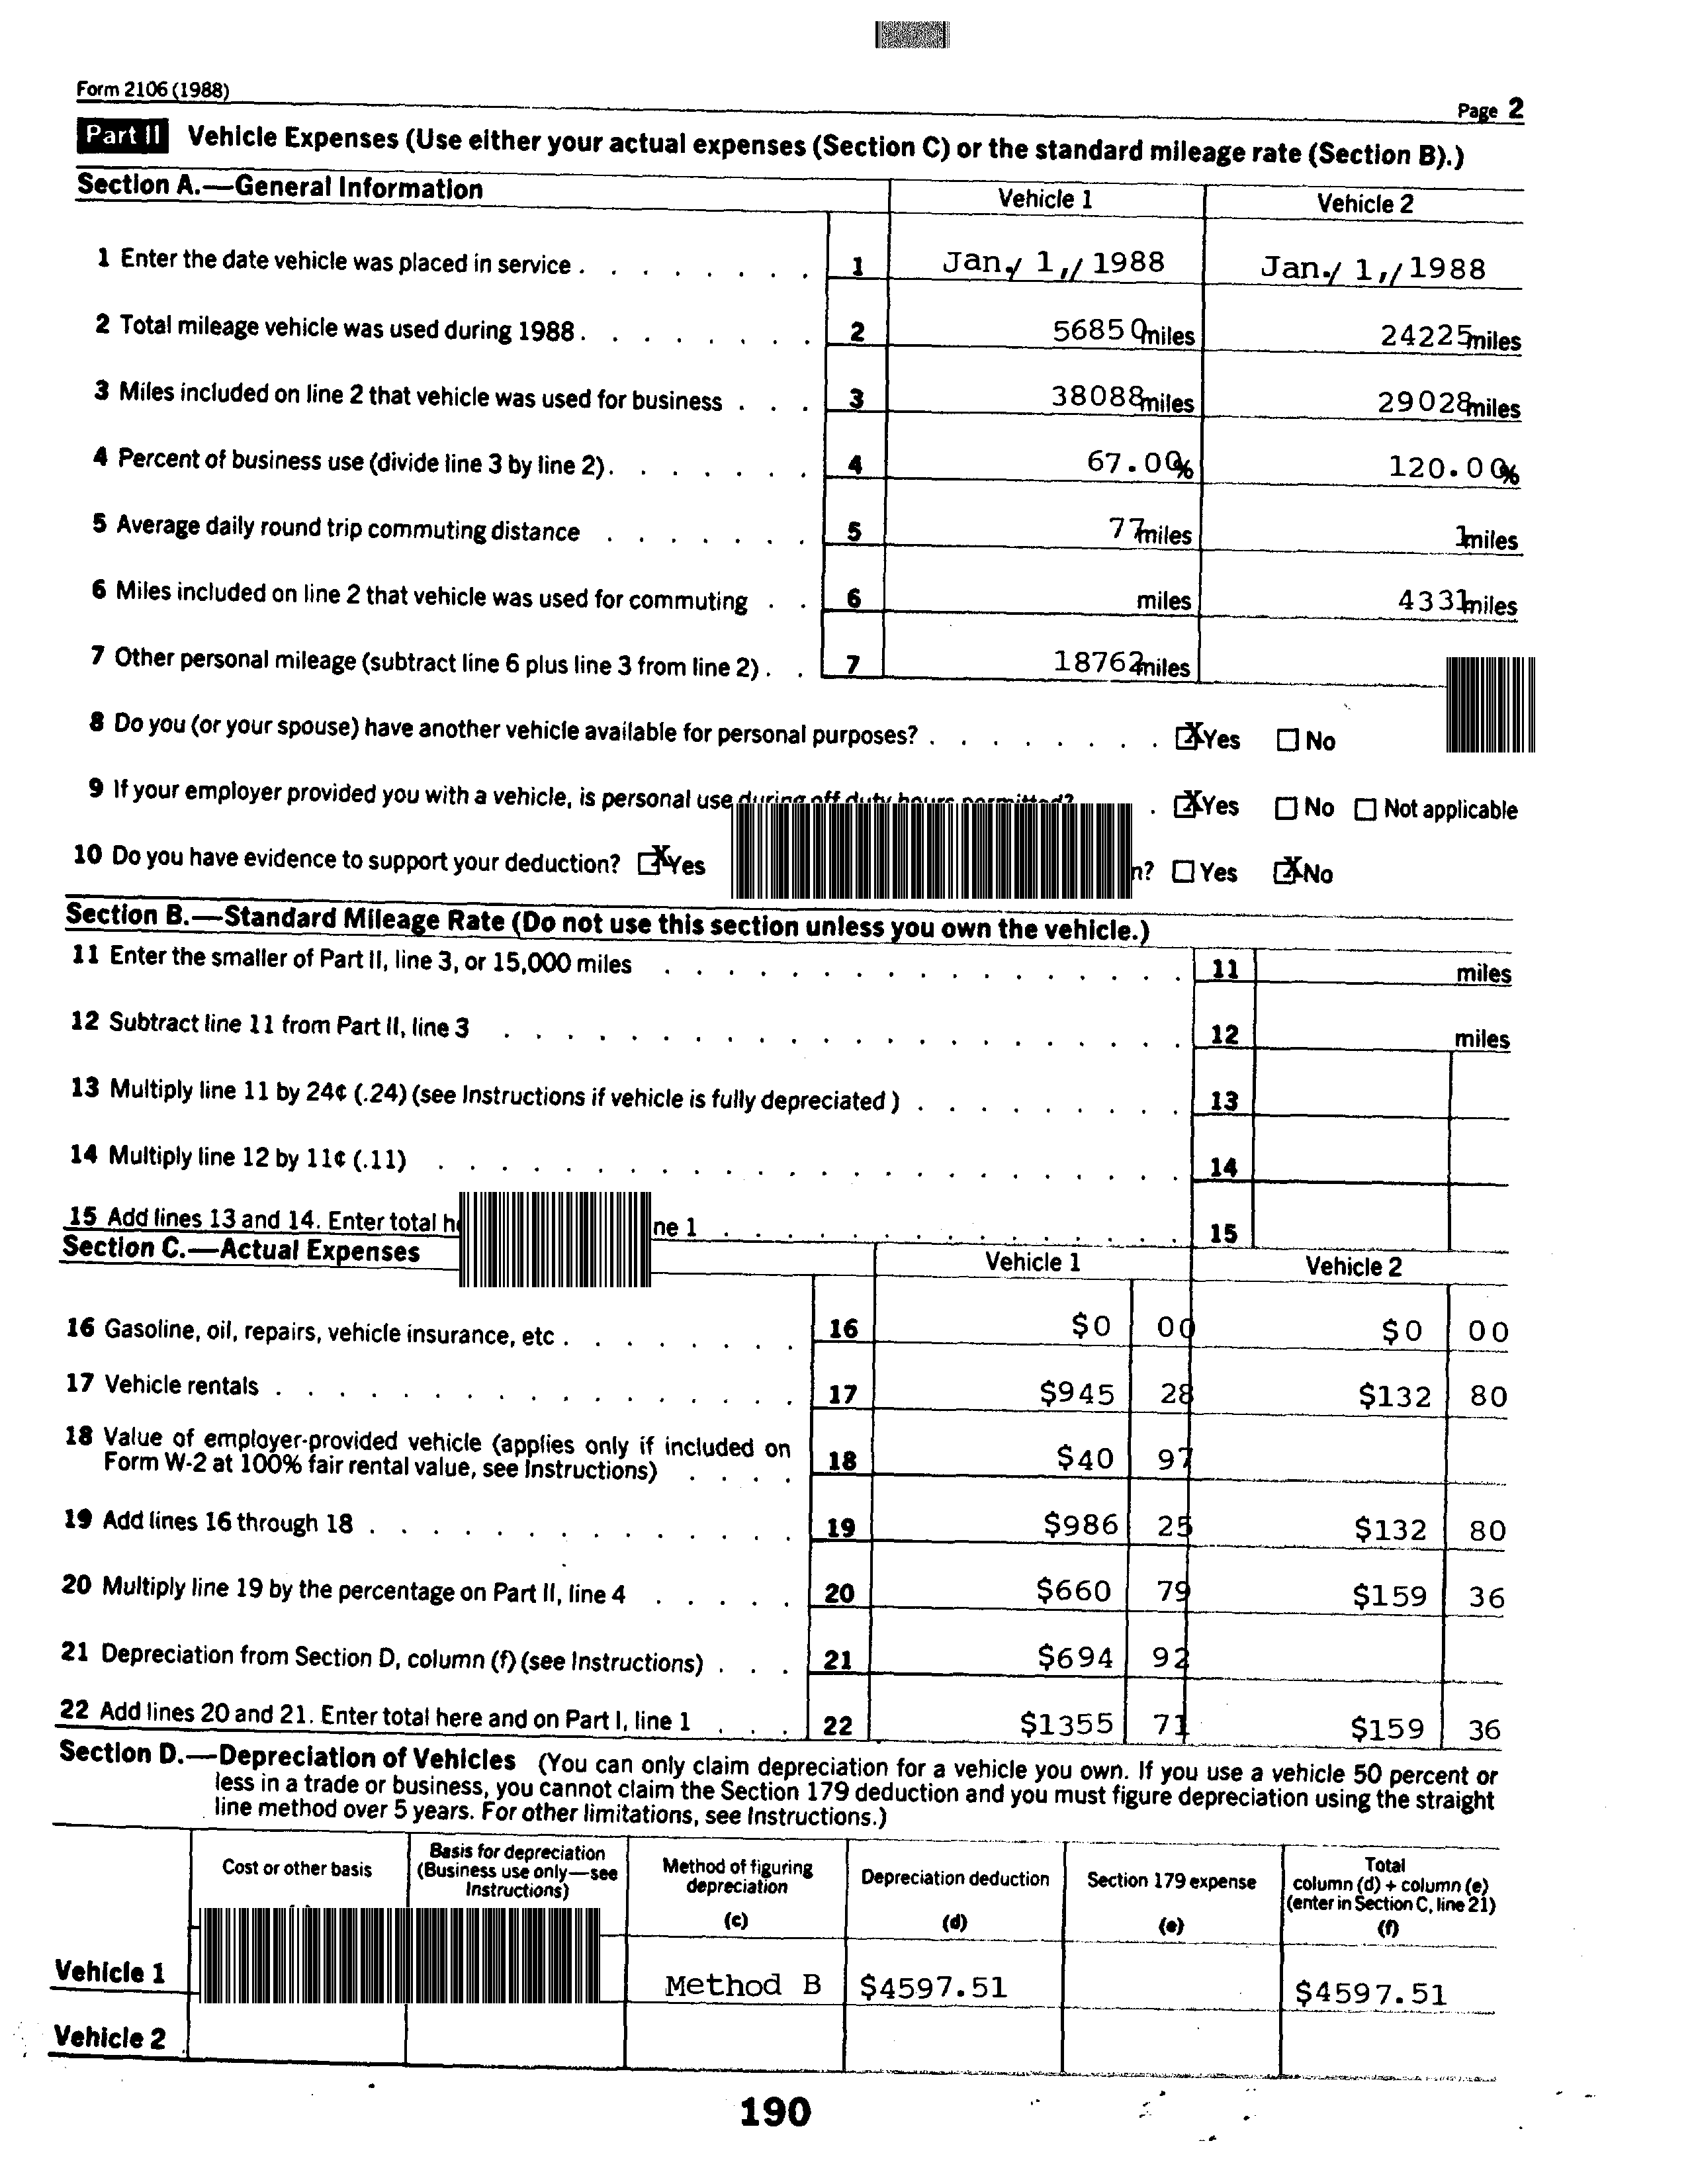 Form 2106 (1988)
Page 2
Part II Vehicle Expenses (Use either your actual expenses (Section C) or the standard mileage rate (Section B).)
Section A.—General Information Vehicle 1 Vehicle 2
1 Enter the date vehicle was placed in service . . . . . . . . 1 Jan./ 1,/ 1988 Jan./ 1,/ 1988
2 Total mileage vehicle was used during 1988 . . . . . . . . 2 56850 miles 24225 miles
3 Miles included on line 2 that vehicle was used for business . . . 3 38088 miles 29028 miles
4 Percent of business use (divide line 3 by line 2) . . . . . . . 4 67.00% 120.00%
5 Average daily round trip commuting distance . . . . . . . 5 77 miles 1 miles
6 Miles included on line 2 that vehicle was used for commuting . . 6 miles 4331 miles
7 Other personal mileage (subtract line 6 plus line 3 from line 2) . . 7 18762 miles
8 Do you (or your spouse) have another vehicle available for personal purposes? . . . . . . . . X Yes No
9 If your employer provided you with a vehicle, is personal use during off duty hours permitted? . X Yes No Not applicable
10 Do you have evidence to support your deduction? X Yes n? Yes X No
Section B.—Standard Mileage Rate (Do not use this section unless you own the vehicle.)
11 Enter the smaller of Part II, line 3, or 15,000 miles . . . . . . . . . . . . . . . . . 11 miles
12 Subtract line 11 from Part II, line 3 . . . . . . . . . . . . . . . . . . . . . . 12 miles
13 Multiply line 11 by 24¢ (.24) (see Instructions if vehicle is fully depreciated ) . . . . . . . . . 13
14 Multiply line 12 by 11¢ (.11) . . . . . . . . . . . . . . . . . . . . . . . . 14
15 Add lines 13 and 14. Enter total h ne 1 . . . . . . . . . . . . . . . 15
Section C.—Actual Expenses Vehicle 1 Vehicle 2
16 Gasoline, oil, repairs, vehicle insurance, etc . . . . . . . . 16 $0 00 $0 00
17 Vehicle rentals . . . . . . . . . . . . . . . . . 17 $945 28 $132 80
18 Value of employer-provided vehicle (applies only if included on
Form W-2 at 100% fair rental value, see Instructions) . . . . 18 $40 97
19 Add lines 16 through 18 . . . . . . . . . . . . . . 19 $986 25 $132 80
20 Multiply line 19 by the percentage on Part II, line 4 . . . . . 20 $660 79 $159 36
21 Depreciation from Section D, column (f) (see Instructions) . . . 21 $694 92
22 Add lines 20 and 21. Enter total here and on Part I, line 1 . . . 22 $1355 71 $159 36
Section D.—Depreciation of Vehicles (You can only claim depreciation for a vehicle you own. If you use a vehicle 50 percent or
less in a trade or business, you cannot claim the Section 179 deduction and you must figure depreciation using the straight
line method over 5 years. For other limitations, see Instructions.)
Cost or other basis
Basis for depreciation
(Business use only—see
Instructions)
Method of figuring
depreciation
(c)
Depreciation deduction
(d)
Section 179 expense
(e)
Total
column (d) + column (e)
(enter in Section C, line 21)
(f)
Vehicle 1 Method B $4597.51 $4597.51
Vehicle 2
190